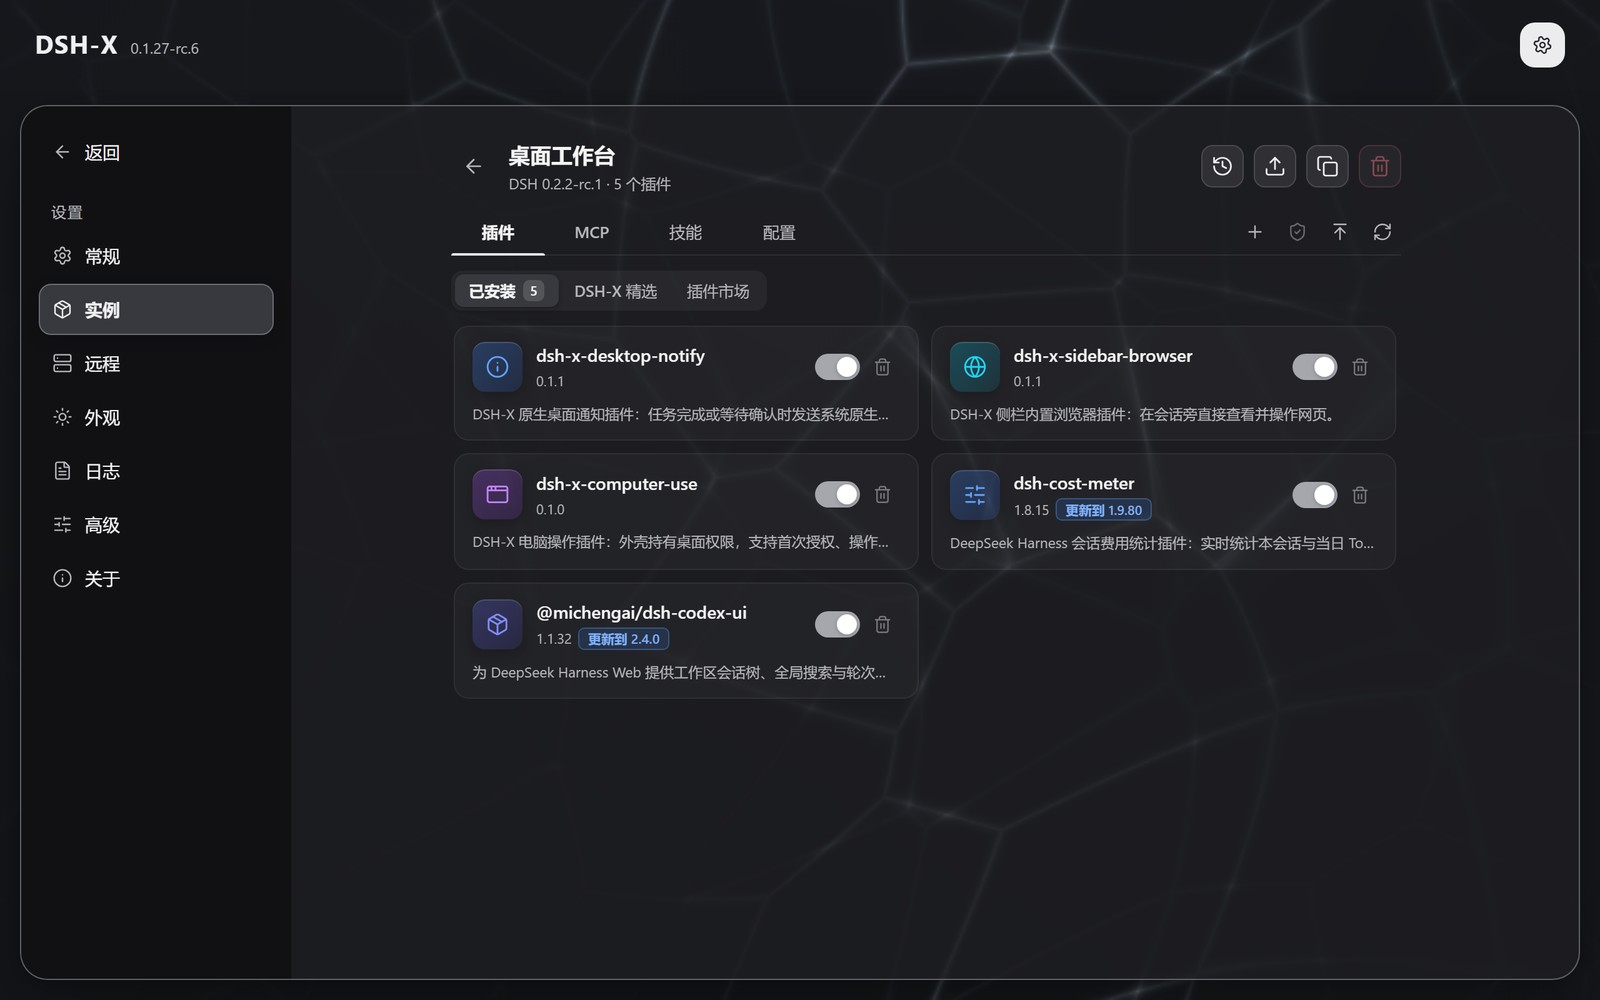 DSH-X 0.1.27-rc.6
返回
设置
常规
实例
远程
外观
日志
高级
关于
桌面工作台
DSH 0.2.2-rc.1 · 5 个插件
插件 MCP 技能 配置
已安装 5 DSH-X 精选 插件市场
dsh-x-desktop-notify
0.1.1
DSH-X 原生桌面通知插件：任务完成或等待确认时发送系统原生...
dsh-x-sidebar-browser
0.1.1
DSH-X 侧栏内置浏览器插件：在会话旁直接查看并操作网页。
dsh-x-computer-use
0.1.0
DSH-X 电脑操作插件：外壳持有桌面权限，支持首次授权、操作...
dsh-cost-meter
1.8.15 更新到 1.9.80
DeepSeek Harness 会话费用统计插件：实时统计本会话与当日 To...
@michengai/dsh-codex-ui
1.1.32 更新到 2.4.0
为 DeepSeek Harness Web 提供工作区会话树、全局搜索与轮次...